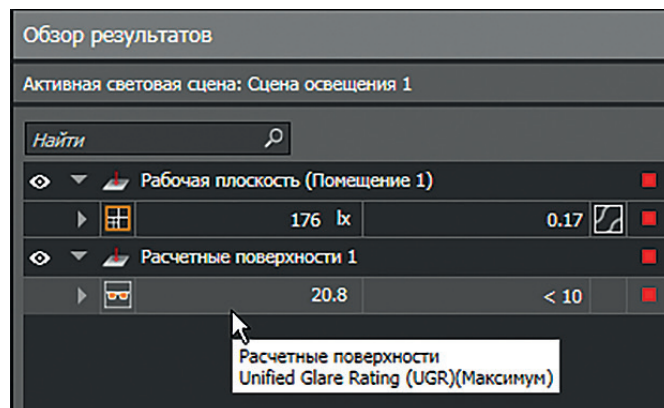 Обзор результатов
Активная световая сцена: Сцена освещения 1
Найти
Рабочая плоскость (Помещение 1)
176 lx 0.17
Расчетные поверхности 1
20.8 < 10
Расчетные поверхности
Unified Glare Rating (UGR)(Максимум)